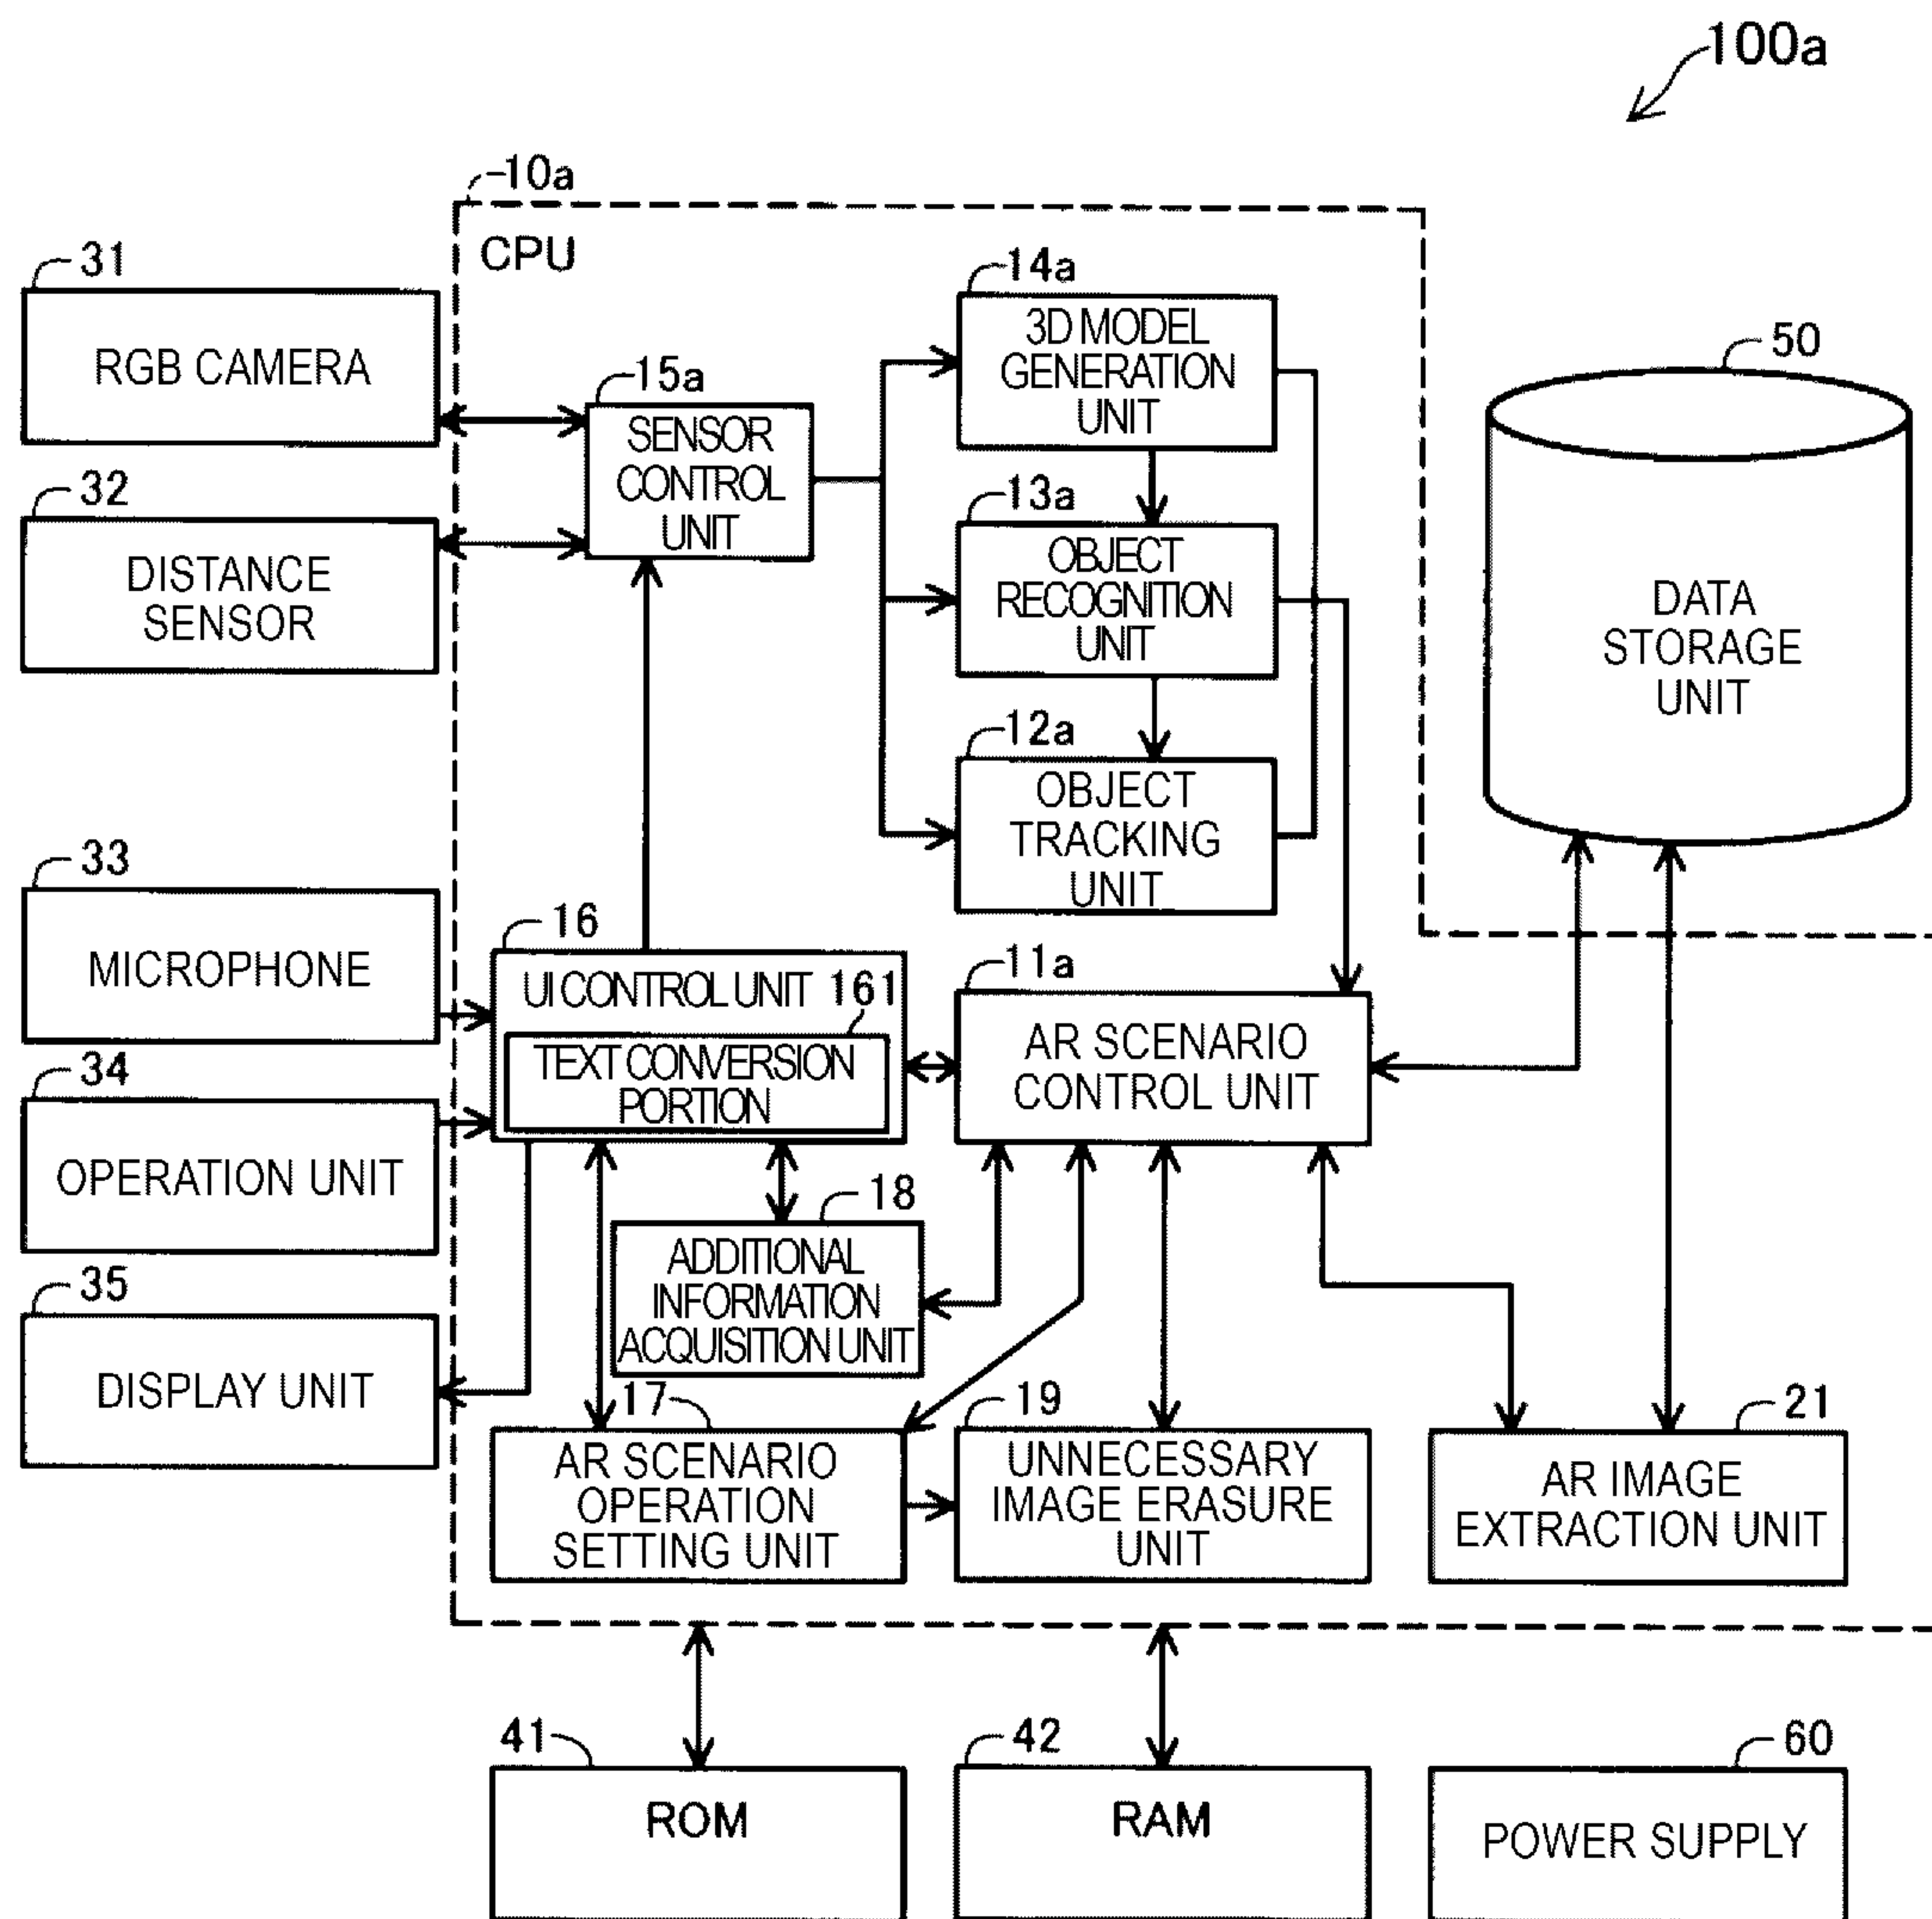 100a
10a
CPU
31
RGB CAMERA
14a
3D MODEL
GENERATION
UNIT
50
DATA
STORAGE
UNIT
15a
SENSOR
CONTROL
UNIT
32
DISTANCE
SENSOR
13a
OBJECT
RECOGNITION
UNIT
12a
OBJECT
TRACKING
UNIT
33
MICROPHONE
16
UI CONTROL UNIT
161
TEXT CONVERSION
PORTION
11a
AR SCENARIO
CONTROL UNIT
34
OPERATION UNIT
18
ADDITIONAL
INFORMATION
ACQUISITION UNIT
35
DISPLAY UNIT
17
AR SCENARIO
OPERATION
SETTING UNIT
19
UNNECESSARY
IMAGE ERASURE
UNIT
21
AR IMAGE
EXTRACTION UNIT
41
ROM
42
RAM
60
POWER SUPPLY